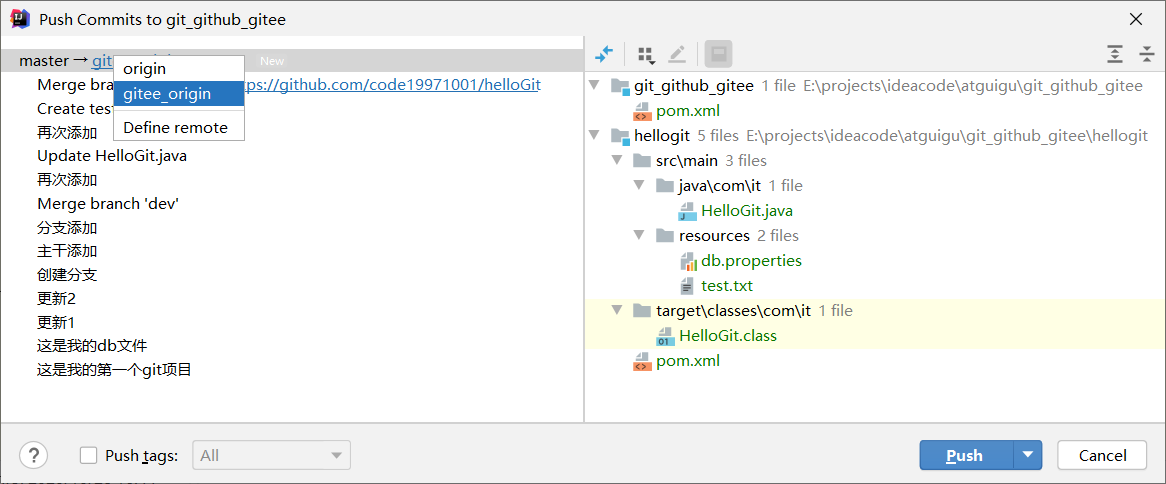 Push Commits to git_github_gitee
master → git
New
origin
gitee_origin
Define remote
Merge bran ps://github.com/code19971001/helloGit
Create test
再次添加
Update HelloGit.java
再次添加
Merge branch 'dev'
分支添加
主干添加
创建分支
更新2
更新1
这是我的db文件
这是我的第一个git项目
git_github_gitee 1 file E:\projects\ideacode\atguigu\git_github_gitee
pom.xml
hellogit 5 files E:\projects\ideacode\atguigu\git_github_gitee\hellogit
src\main 3 files
java\com\it 1 file
HelloGit.java
resources 2 files
db.properties
test.txt
target\classes\com\it 1 file
HelloGit.class
pom.xml
? Push tags: All
Push
Cancel